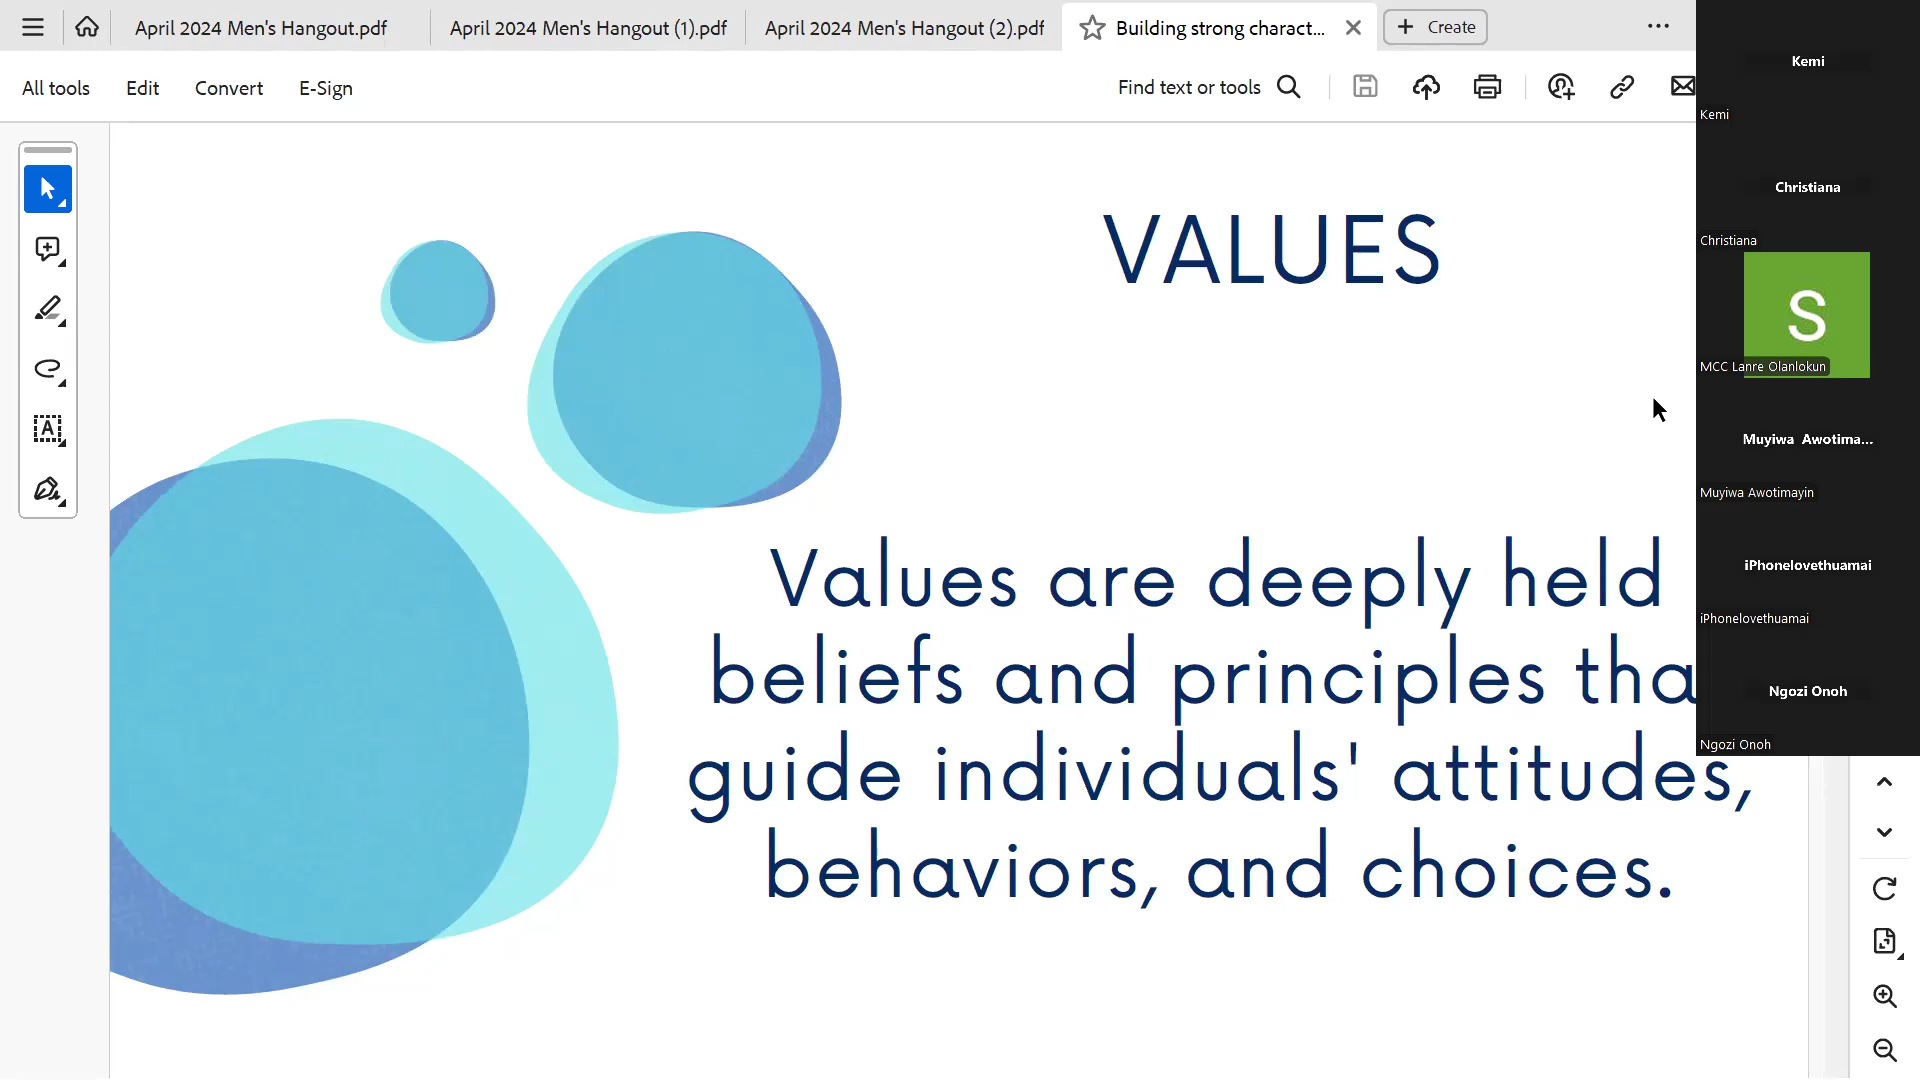 April 2024 Men's Hangout.pdf
April 2024 Men's Hangout (1).pdf
April 2024 Men's Hangout (2).pdf
Building strong charact...
Create
All tools
Edit
Convert
E-Sign
Find text or tools
VALUES
Values are deeply held
beliefs and principles tha
guide individuals' attitudes,
behaviors, and choices.
Kemi
Kemi
Christiana
Christiana
S
MCC Lanre Olanlokun
Muyiwa Awotima...
Muyiwa Awotimayin
iPhonelovethuamai
iPhonelovethuamai
Ngozi Onoh
Ngozi Onoh